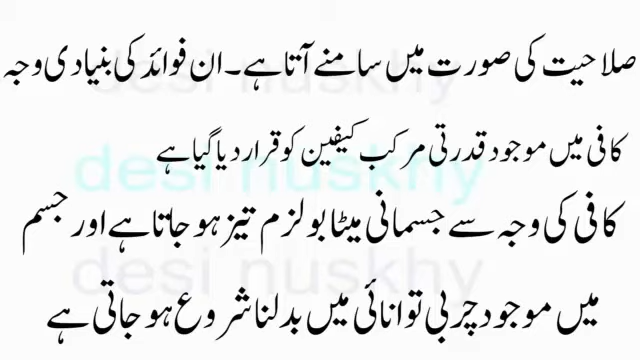 صلاحیت کی صورت میں سامنے آتا ہے۔ ان فوائد کی بنیادی وجہ
کافی میں موجود قدرتی مرکب کیفین کو قرار دیا گیا ہے
کافی کی وجہ سے جسمانی میٹابولزم تیز ہو جاتا ہے اور جسم
میں موجود چربی توانائی میں بدلنا شروع ہو جاتی ہے
desi nuskhy
desi nuskhy
desi nuskhy